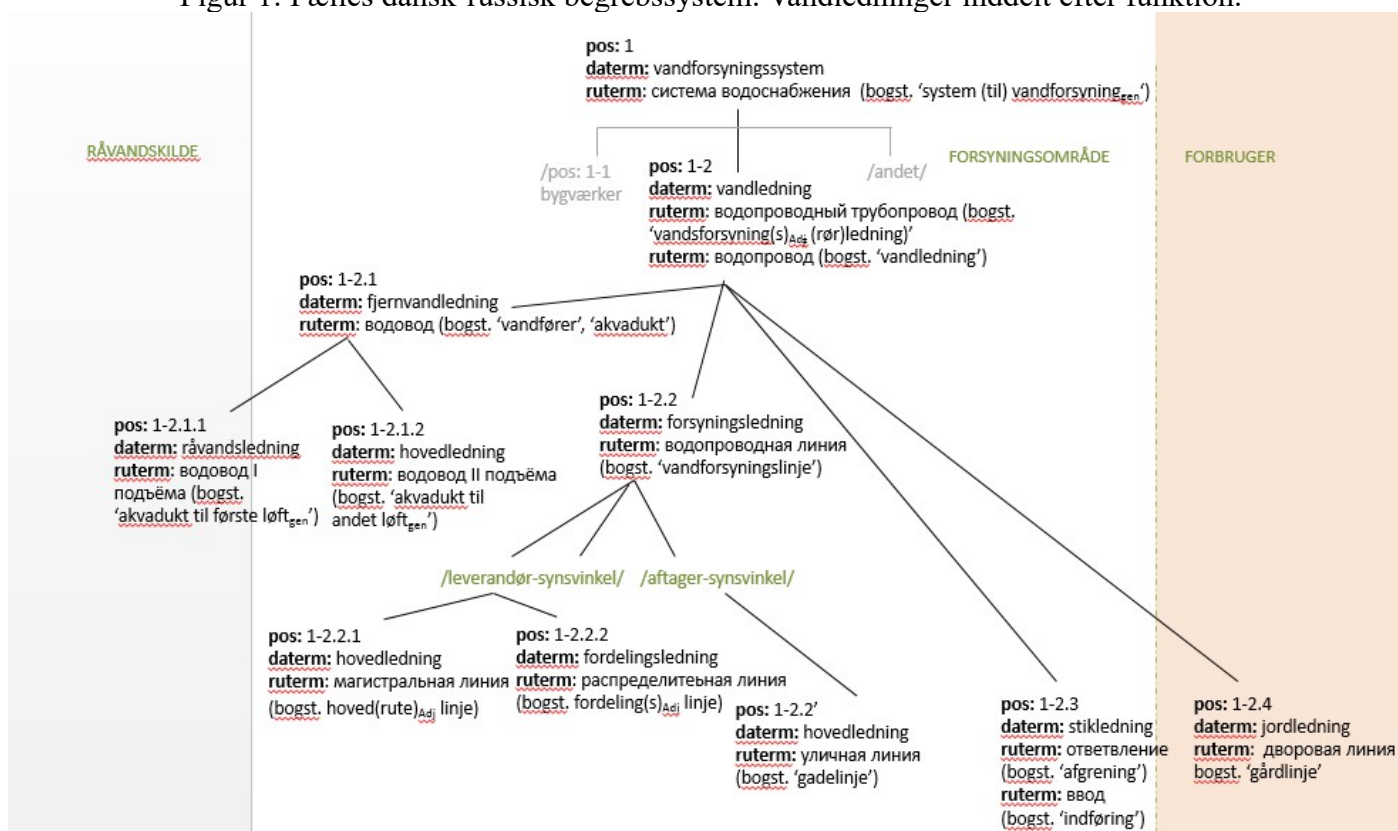 Figur 1. Fælles dansk-russisk begrebssystem. Vandledninger inddelt efter funktion.
pos: 1
daterm: vandforsyningssystem
ruterm: система водоснабжения (bogst. ‘system (til) vandforsyninggen‘)
RÅVANDSKILDE
FORSYNINGSOMRÅDE
FORBRUGER
/pos: 1-1
bygværker
/andet/
pos: 1-2
daterm: vandledning
ruterm: водопроводный трубопровод (bogst.
‘vandsforsyning(s)Adj (rør)ledning)’
ruterm: водопровод (bogst. ‘vandledning’)
pos: 1-2.1
daterm: fjernvandledning
ruterm: водовод (bogst. ‘vandfører’, ‘akvadukt’)
pos: 1-2.1.1
daterm: råvandsledning
ruterm: водовод I
подъёма (bogst.
‘akvadukt til første løftgen’)
pos: 1-2.1.2
daterm: hovedledning
ruterm: водовод II подъёма
(bogst. ‘akvadukt til
andet løftgen’)
pos: 1-2.2
daterm: forsyningsledning
ruterm: водопроводная линия
(bogst. ‘vandforsyningslinje’)
/leverandør-synsvinkel/
/aftager-synsvinkel/
pos: 1-2.2.1
daterm: hovedledning
ruterm: магистральная линия
(bogst. hoved(rute)Adj linje)
pos: 1-2.2.2
daterm: fordelingsledning
ruterm: распределитеьная линия
(bogst. fordeling(s)Adj linje)
pos: 1-2.2’
daterm: hovedledning
ruterm: уличная линия
(bogst. ‘gadelinje’)
pos: 1-2.3
daterm: stikledning
ruterm: ответвление
(bogst. ‘afgrening’)
ruterm: ввод
(bogst. ‘indføring’)
pos: 1-2.4
daterm: jordledning
ruterm: дворовая линия
bogst. ‘gårdlinje’